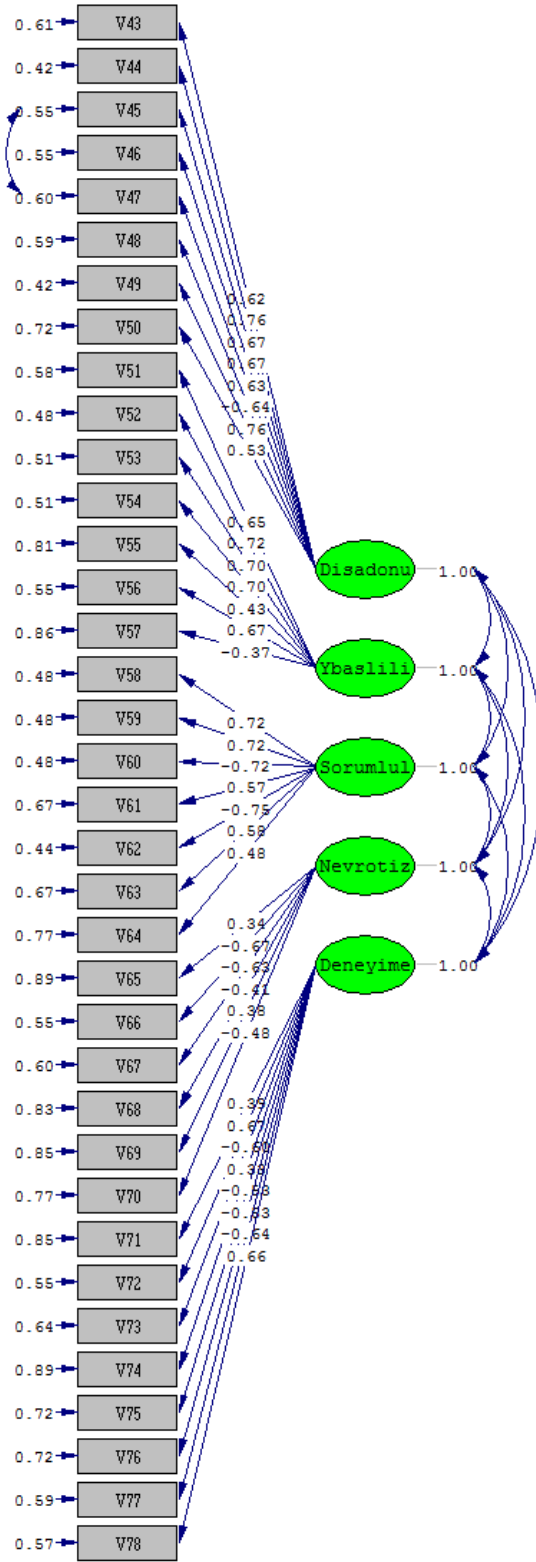 0.61 V43
0.42 V44
0.55 V45
0.55 V46
0.60 V47
0.59 V48
0.42 V49
0.72 V50
0.58 V51
0.48 V52
0.51 V53
0.51 V54
0.81 V55
0.55 V56
0.86 V57
0.48 V58
0.48 V59
0.48 V60
0.67 V61
0.44 V62
0.67 V63
0.77 V64
0.89 V65
0.55 V66
0.60 V67
0.83 V68
0.85 V69
0.77 V70
0.85 V71
0.55 V72
0.64 V73
0.89 V74
0.72 V75
0.72 V76
0.59 V77
0.57 V78
0.62
0.76
0.67
0.67
0.63
-0.64
0.76
0.53
0.65
0.72
0.70
0.70
0.43
0.67
-0.37
0.72
0.72
-0.72
0.57
-0.75
0.58
0.48
0.34
-0.67
-0.63
-0.41
0.38
-0.48
0.39
0.67
-0.53
-0.53
-0.64
0.66
Disadonu 1.00
Ybaslili 1.00
Sorumlul 1.00
Nevrotiz 1.00
Deneyime 1.00